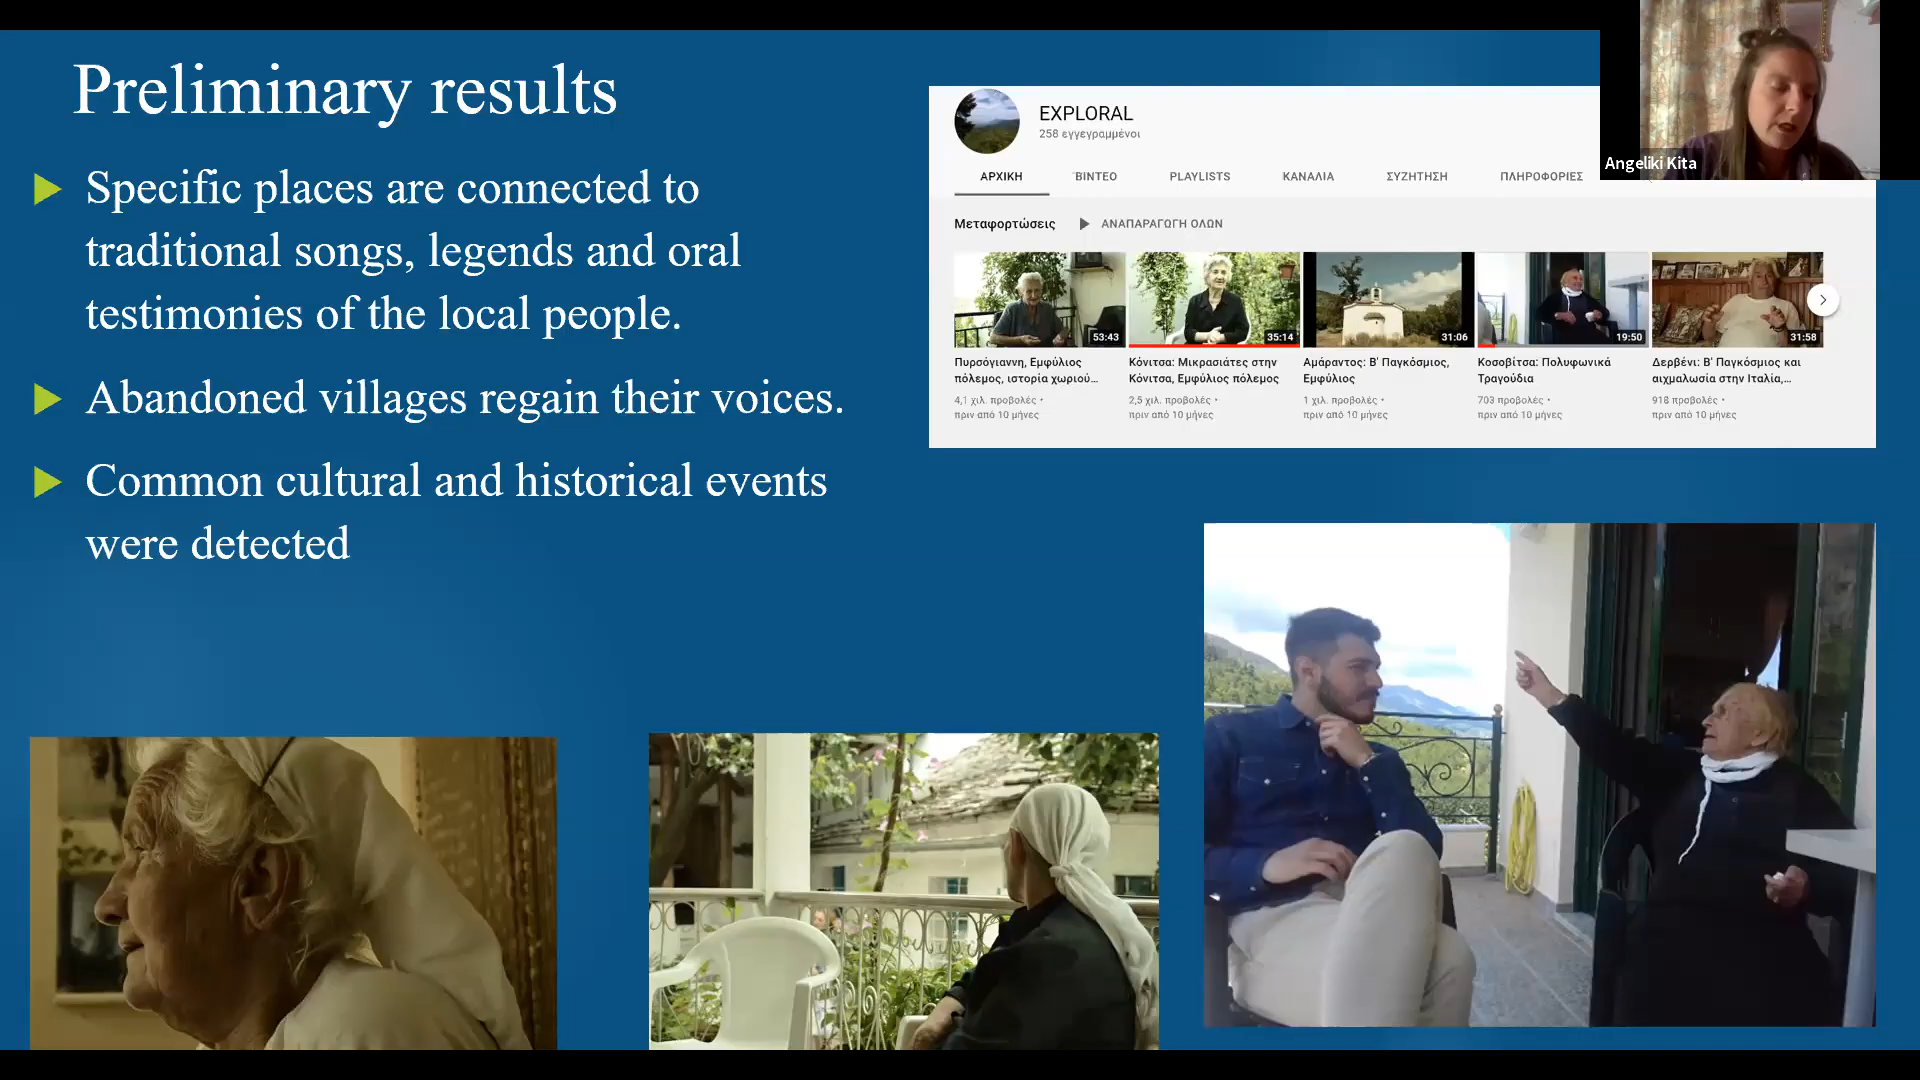 Preliminary results
Specific places are connected to
traditional songs, legends and oral
testimonies of the local people.
Abandoned villages regain their voices.
Common cultural and historical events
were detected
EXPLORAL
258 εγγεγραμμένοι
ΑΡΧΙΚΗ ΒΙΝΤΕΟ PLAYLISTS ΚΑΝΑΛΙΑ ΣΥΖΗΤΗΣΗ ΠΛΗΡΟΦΟΡΙΕΣ
Μεταφορτώσεις ΑΝΑΠΑΡΑΓΩΓΗ ΟΛΩΝ
53:43
Πυρσόγιαννη, Εμφύλιος
πόλεμος, ιστορία χωριού...
4,1 χιλ. προβολές •
πριν από 10 μήνες
35:14
Κόνιτσα: Μικρασιάτες στην
Κόνιτσα, Εμφύλιος πόλεμος
2,5 χιλ. προβολές •
πριν από 10 μήνες
31:06
Αμάραντος: Β' Παγκόσμιος,
Εμφύλιος
1 χιλ. προβολές •
πριν από 10 μήνες
19:50
Κοσοβίτσα: Πολυφωνικά
Τραγούδια
703 προβολές •
πριν από 10 μήνες
31:58
Δερβένι: Β' Παγκόσμιος και
αιχμαλωσία στην Ιταλία,...
918 προβολές •
πριν από 10 μήνες
Angeliki Kita